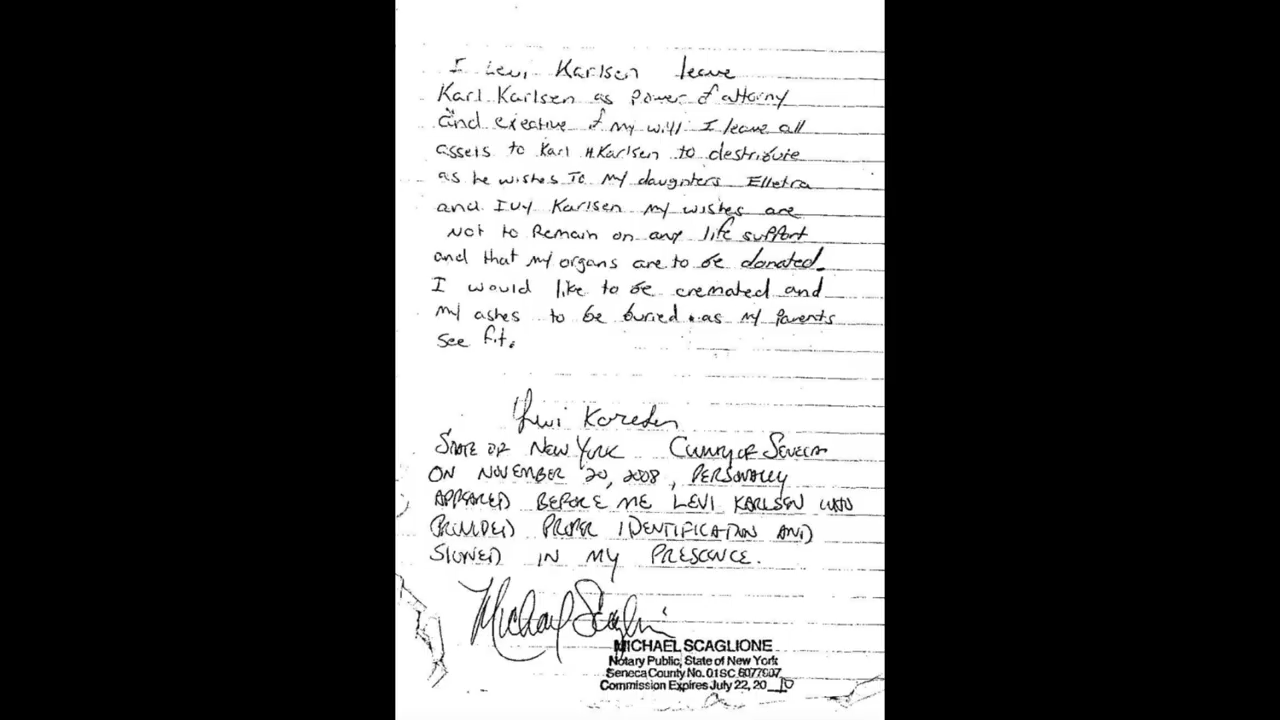 I Levi Karlsen leave
Karl Karlsen as power of attorny
and exeative of my will I leave all
assets to Karl H. Karlsen to destribute
as he wishes To my daughters Elletra
and Ivy Karlsen my wishes are
Not to Remain on any life support
and that my organs are to be donated.
I would like to be cremated and
my ashes to be buried as my Parents
see fit.
Levi Karlsen
STATE OF NEW YORK COUNTY OF SENECA
ON NOVEMBER 20, 2008, PERSONALLY
APPEARED BEFORE ME LEVI KARLSEN WHO
PROVIDED PROPER IDENTIFICATION AND
SIGNED IN MY PRESENCE.
Michael Scaglione
MICHAEL SCAGLIONE
Notary Public, State of New York
Seneca County No. 01SC 6077907
Commission Expires July 22, 2010